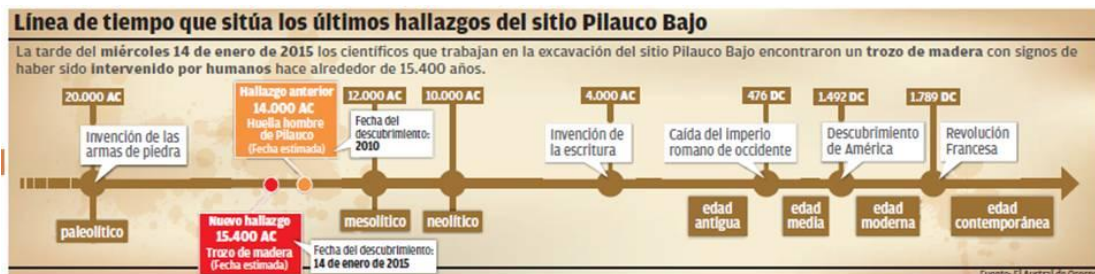 Línea de tiempo que sitúa los últimos hallazgos del sitio Pilauco Bajo
La tarde del miércoles 14 de enero de 2015 los científicos que trabajan en la excavación del sitio Pilauco Bajo encontraron un trozo de madera con signos de
haber sido intervenido por humanos hace alrededor de 15.400 años.
20.000 AC
Invención de las
armas de piedra
paleolítico
Hallazgo anterior
14.000 AC
Huella hombre
de Pilauco
(Fecha estimada)
Fecha del
descubrimiento:
2010
Nuevo hallazgo
15.400 AC
Trozo de madera
(Fecha estimada)
Fecha del descubrimiento:
14 de enero de 2015
12.000 AC
mesolítico
10.000 AC
neolítico
4.000 AC
Invención de
la escritura
476 DC
Caída del imperio
romano de occidente
edad
antigua
1.492 DC
Descubrimiento
de América
edad
media
edad
moderna
1.789 DC
Revolución
Francesa
edad
contemporánea